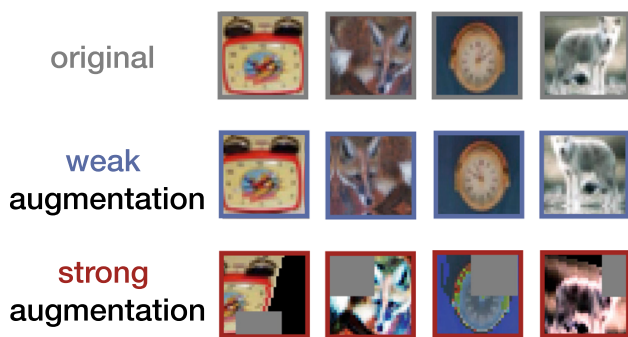 original
weak
augmentation
strong
augmentation